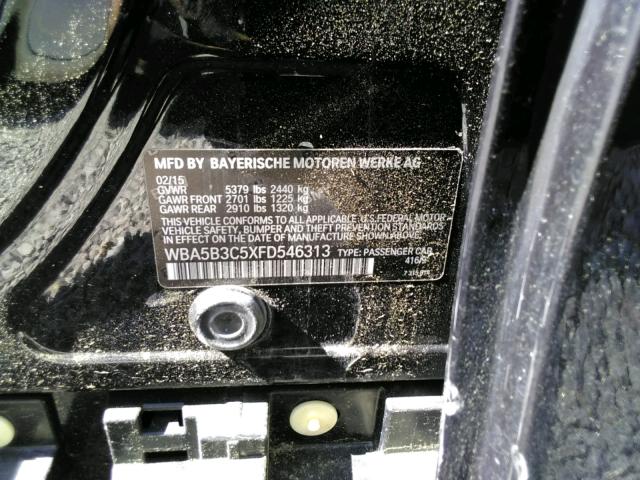 MFD BY BAYERISCHE MOTOREN WERKE AG
02/15
GVWR 5379 lbs 2440 kg
GAWR FRONT 2701 lbs 1225 kg
GAWR REAR 2910 lbs 1320 kg
THIS VEHICLE CONFORMS TO ALL APPLICABLE U.S. FEDERAL MOTOR
VEHICLE SAFETY, BUMPER, AND THEFT PREVENTION STANDARDS
IN EFFECT ON THE DATE OF MANUFACTURE SHOWN ABOVE.
WBA5B3C5XFD546313 TYPE: PASSENGER CAR